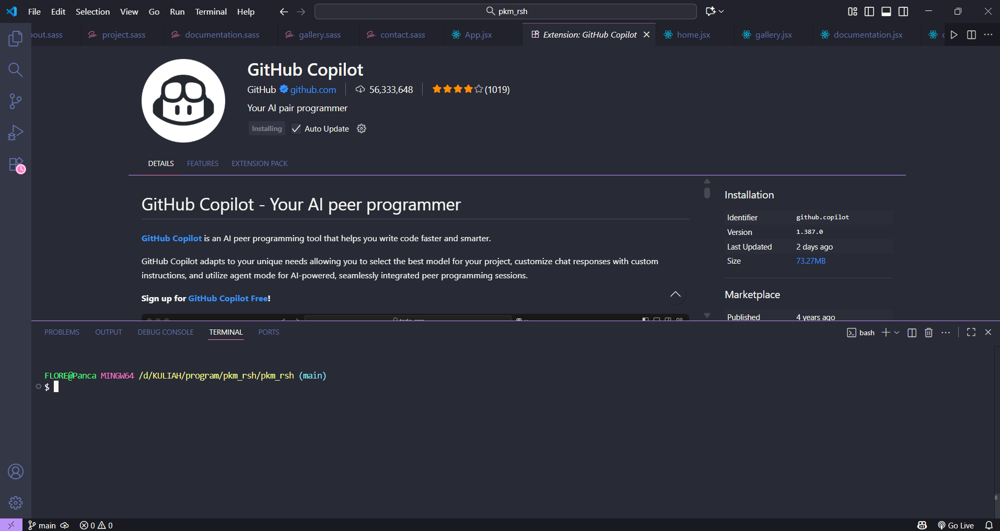 File Edit Selection View Go Run Terminal Help pkm_rsh
out.sass project.sass documentation.sass gallery.sass contact.sass App.jsx Extension: GitHub Copilot home.jsx gallery.jsx documentation.jsx
GitHub Copilot
GitHub github.com 56,333,648 (1019)
Your AI pair programmer
Installing Auto Update
DETAILS FEATURES EXTENSION PACK
GitHub Copilot - Your AI peer programmer
GitHub Copilot is an AI peer programming tool that helps you write code faster and smarter.
GitHub Copilot adapts to your unique needs allowing you to select the best model for your project, customize chat responses with custom
instructions, and utilize agent mode for AI-powered, seamlessly integrated peer programming sessions.
Sign up for GitHub Copilot Free!
Installation
Identifier github.copilot
Version 1.387.0
Last Updated 2 days ago
Size 73.27MB
Marketplace
Published 4 years ago
PROBLEMS OUTPUT DEBUG CONSOLE TERMINAL PORTS bash
FLORE@Panca MINGW64 /d/KULIAH/program/pkm_rsh/pkm_rsh (main)
$
main 0 0 Go Live